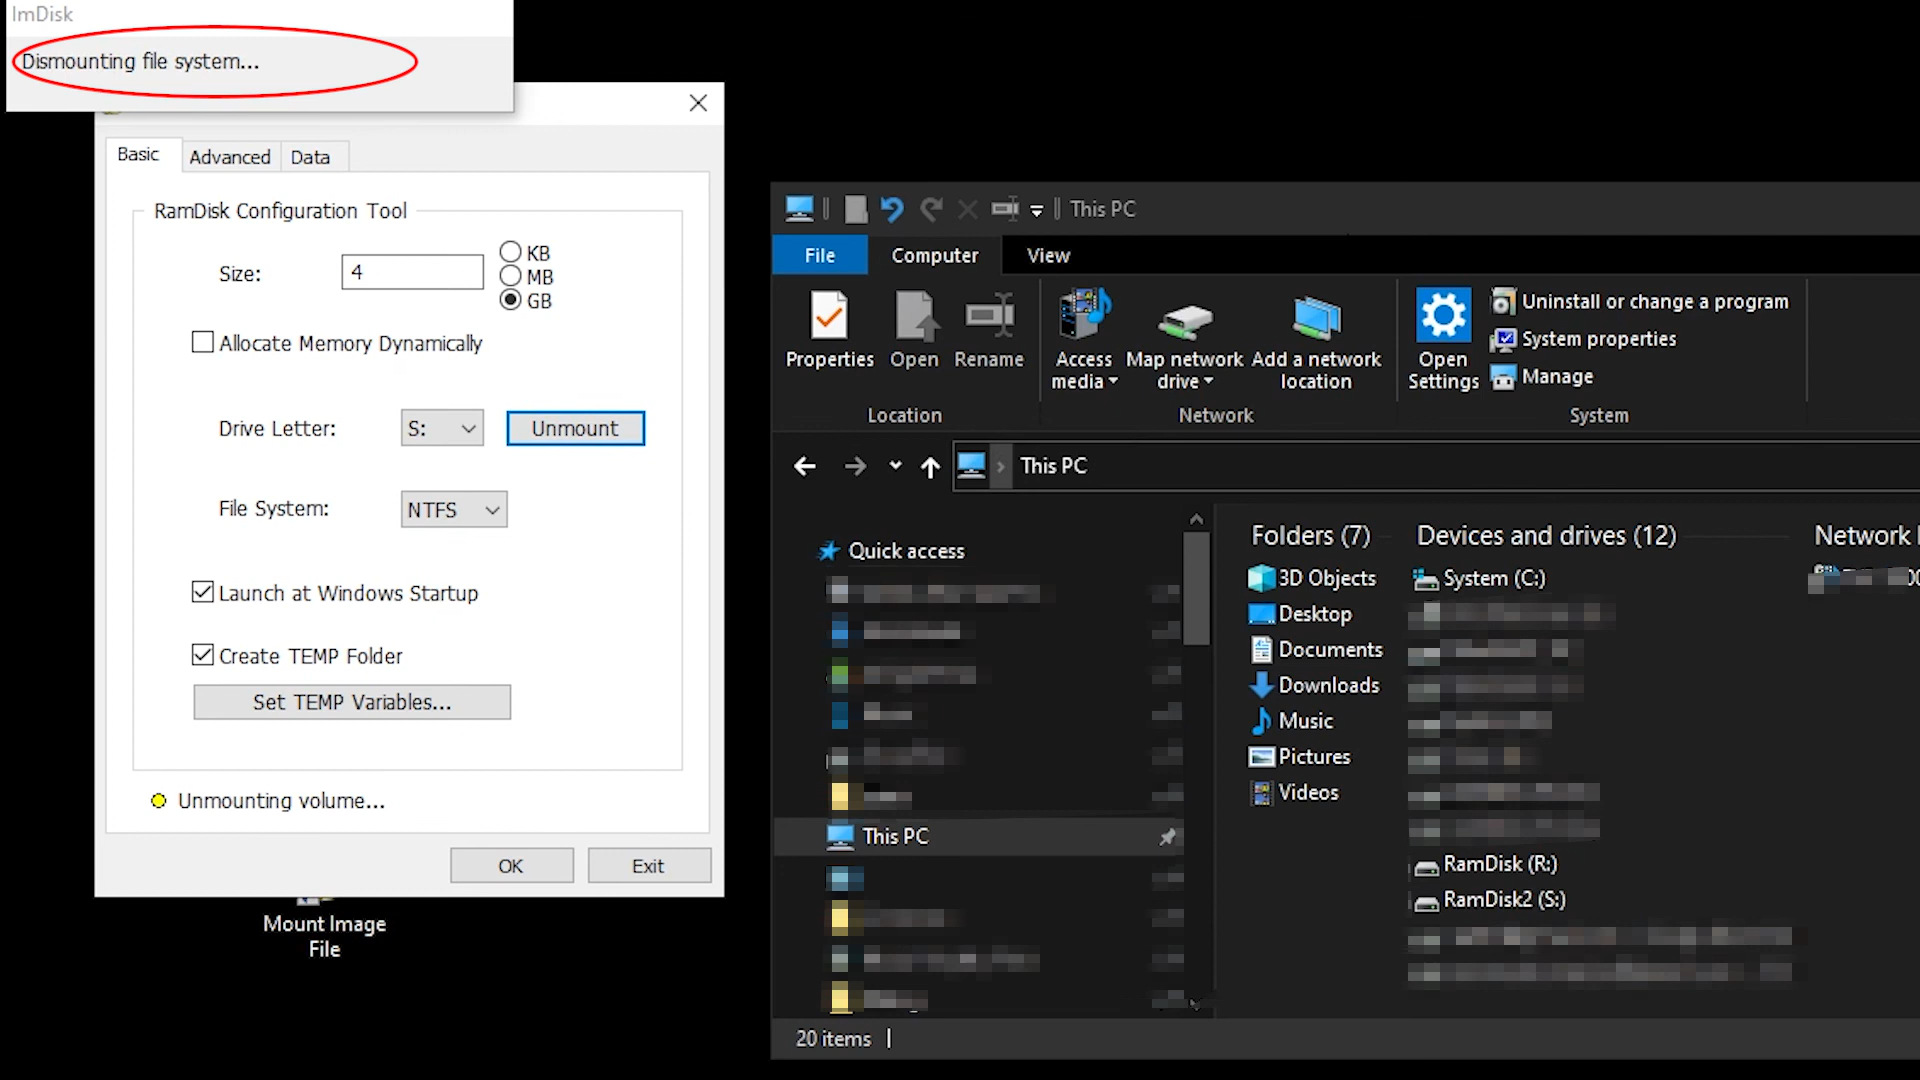 ImDisk
Dismounting file system...
Basic
Advanced
Data
RamDisk Configuration Tool
Size:
4
KB
MB
GB
Allocate Memory Dynamically
Drive Letter:
S:
Unmount
File System:
NTFS
Launch at Windows Startup
Create TEMP Folder
Set TEMP Variables...
Unmounting volume...
OK
Exit
Mount Image
File
This PC
File
Computer
View
Properties
Open
Rename
Access
media
Map network
drive
Add a network
location
Open
Settings
Uninstall or change a program
System properties
Manage
Location
Network
System
This PC
Quick access
This PC
Folders (7)
3D Objects
Desktop
Documents
Downloads
Music
Pictures
Videos
Devices and drives (12)
System (C:)
RamDisk (R:)
RamDisk2 (S:)
Network
20 items